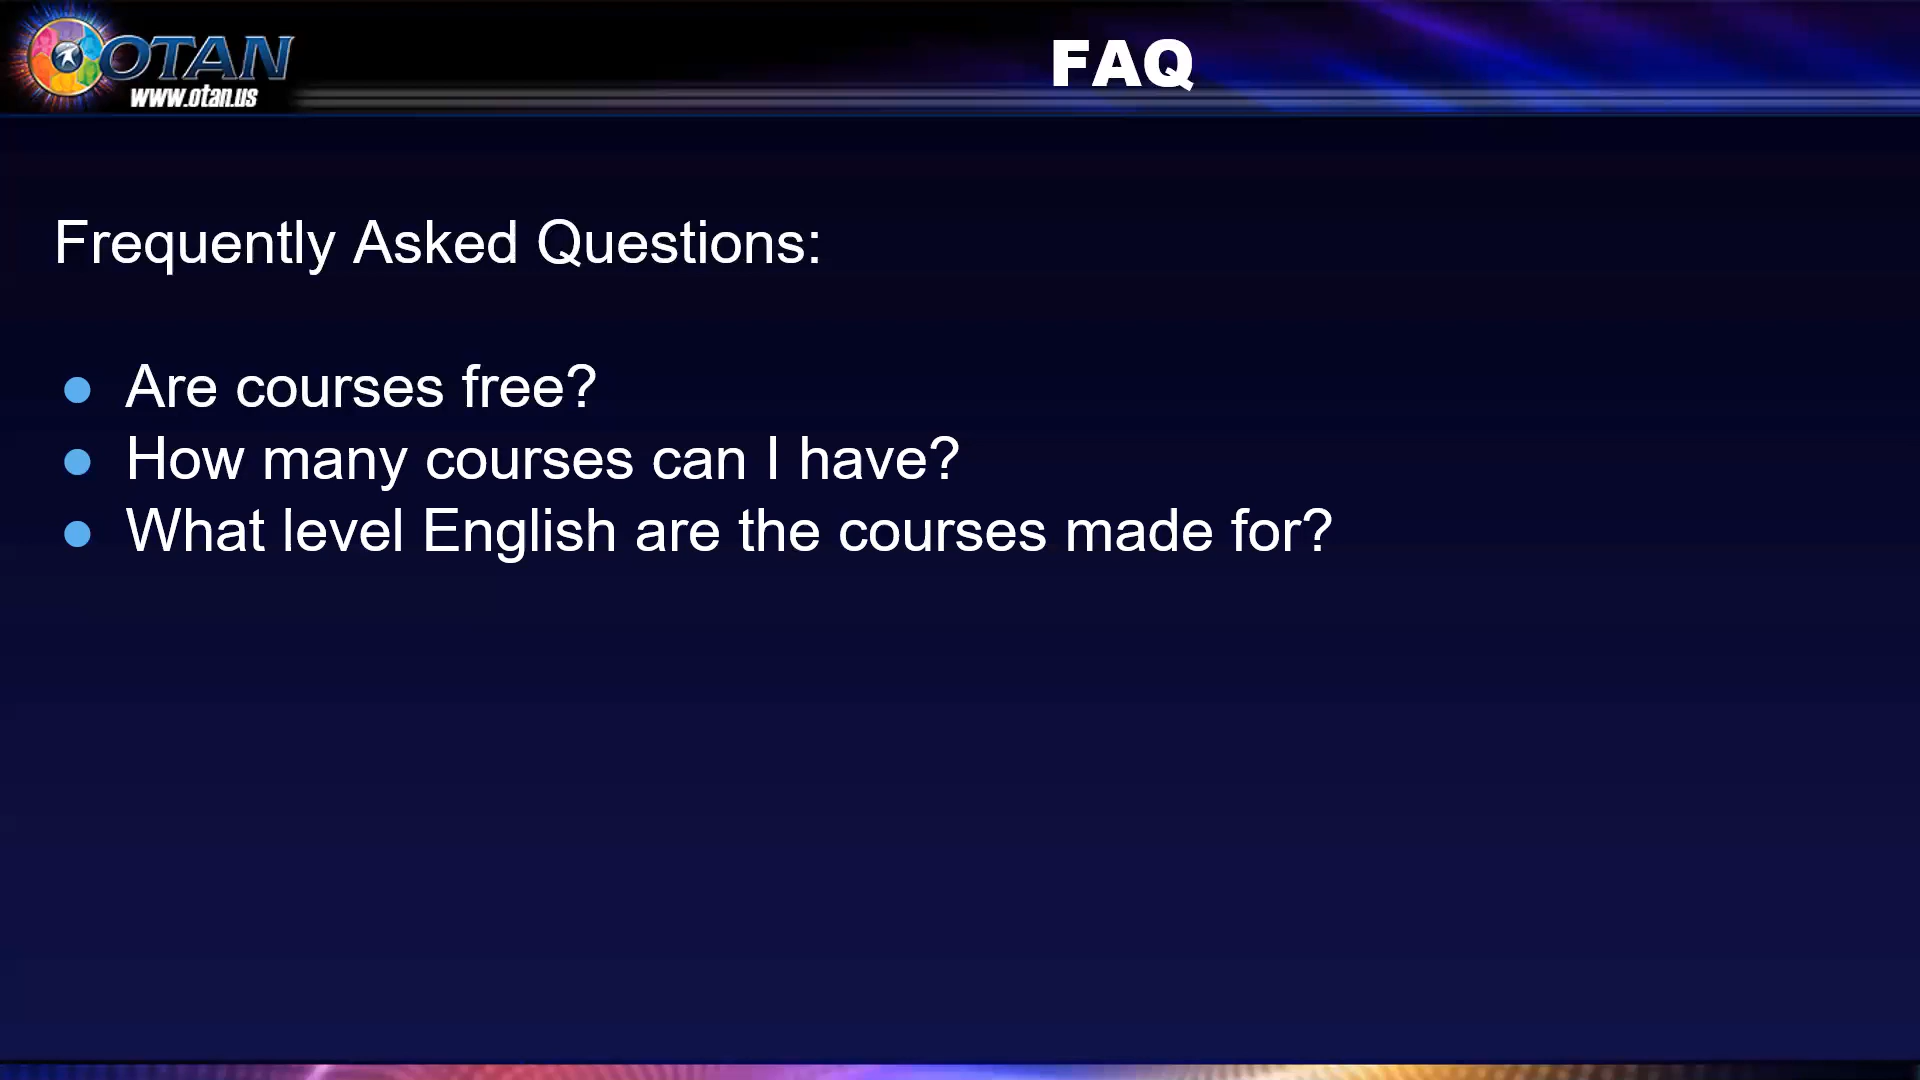 OTAN
www.otan.us
FAQ
Frequently Asked Questions:
● Are courses free?
● How many courses can I have?
● What level English are the courses made for?